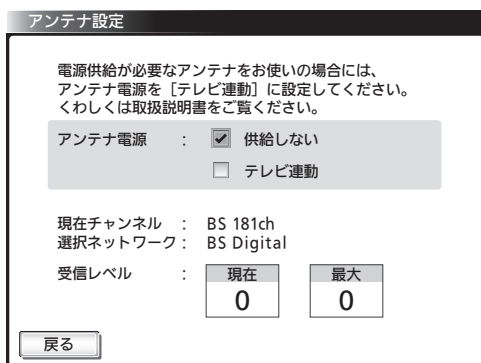 アンテナ設定
電源供給が必要なアンテナをお使いの場合には、
アンテナ電源を［テレビ連動］に設定してください。
くわしくは取扱説明書をご覧ください。
アンテナ電源 : 供給しない
テレビ連動
現在チャンネル : BS 181ch
選択ネットワーク : BS Digital
受信レベル : 現在 最大
0 0
戻る